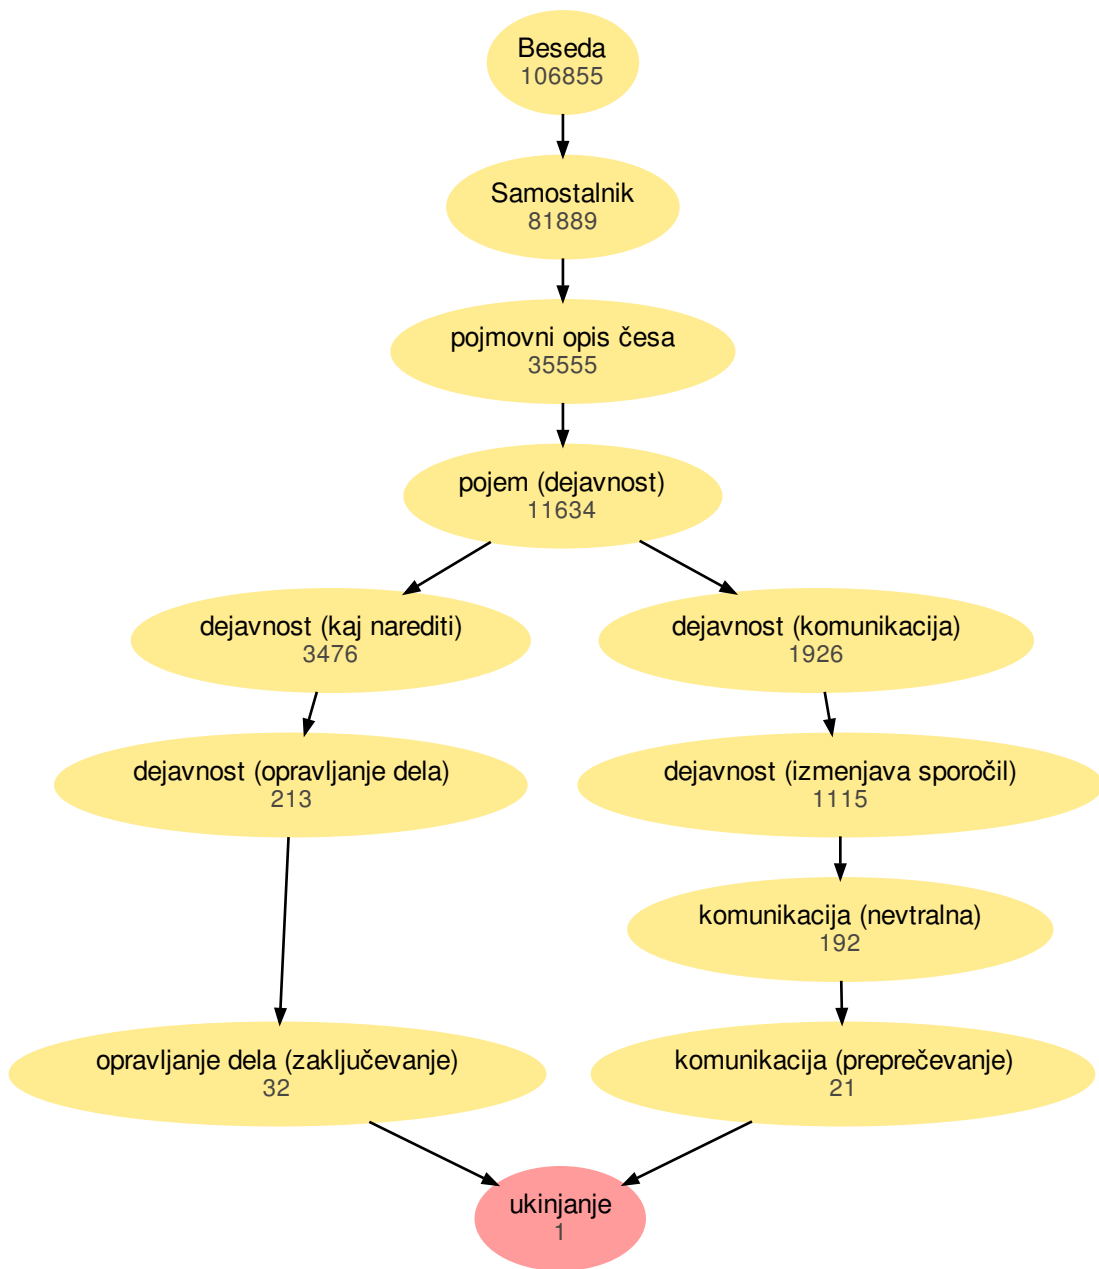 Beseda
106855
Samostalnik
81889
pojmovni opis česa
35555
pojem (dejavnost)
11634
dejavnost (kaj narediti)
3476
dejavnost (komunikacija)
1926
dejavnost (opravljanje dela)
213
dejavnost (izmenjava sporočil)
1115
komunikacija (nevtralna)
192
opravljanje dela (zaključevanje)
32
komunikacija (preprečevanje)
21
ukinjanje
1